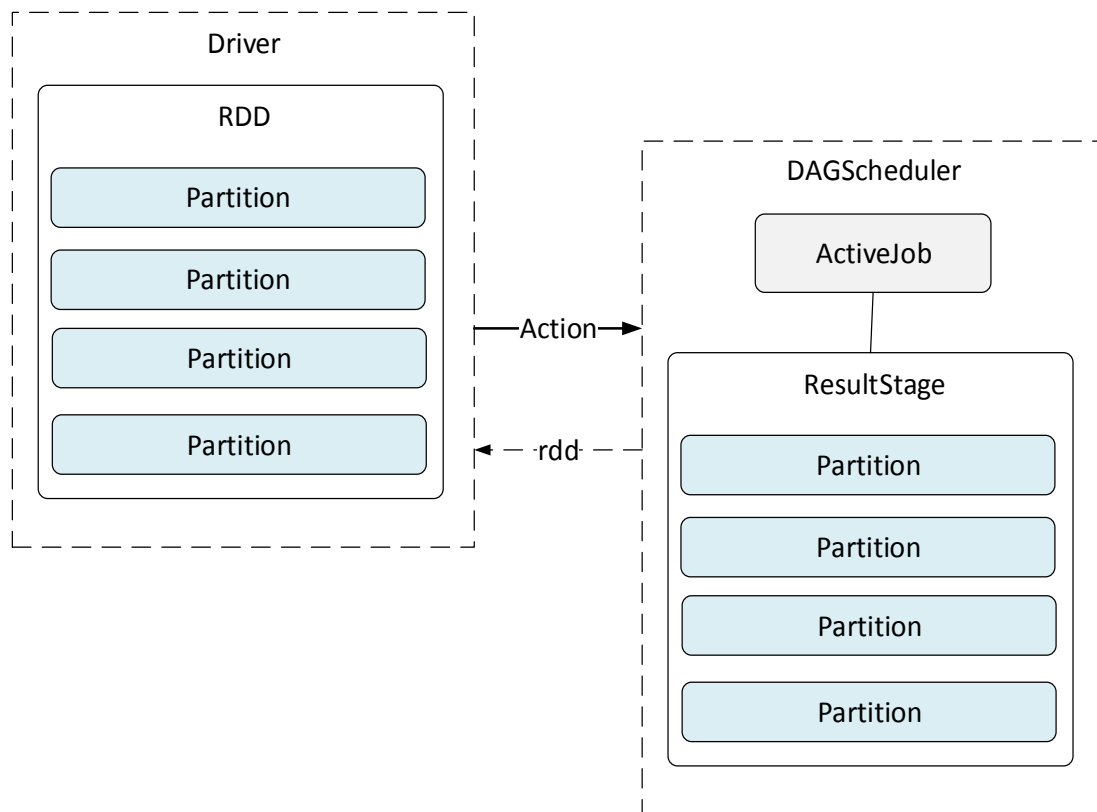 Driver
RDD
Partition
Partition
Partition
Partition
Action
rdd
DAGScheduler
ActiveJob
ResultStage
Partition
Partition
Partition
Partition